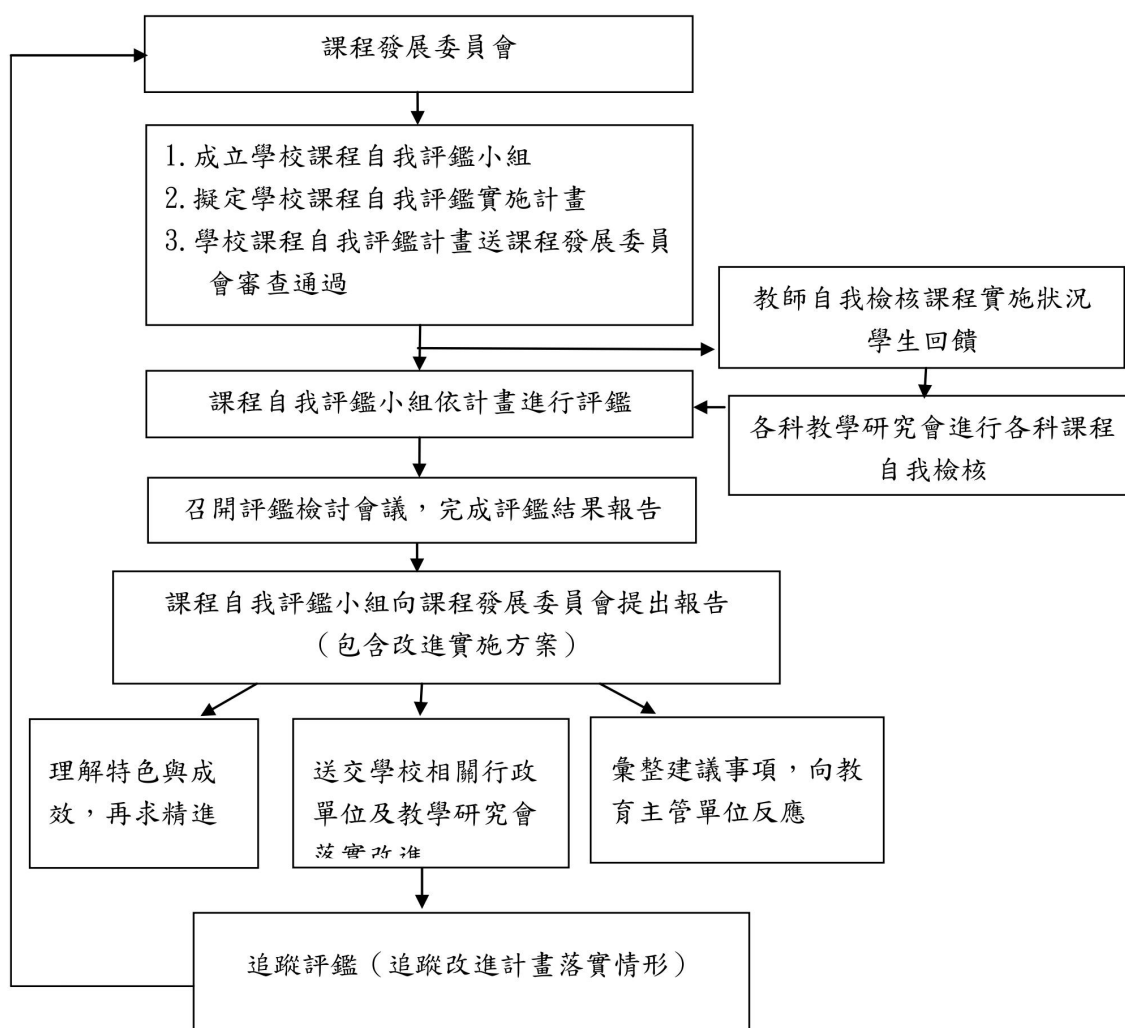 課程發展委員會
1.成立學校課程自我評鑑小組
2.擬定學校課程自我評鑑實施計畫
3.學校課程自我評鑑計畫送課程發展委員
會審查通過
教師自我檢核課程實施狀況
學生回饋
課程自我評鑑小組依計畫進行評鑑
各科教學研究會進行各科課程
自我檢核
召開評鑑檢討會議，完成評鑑結果報告
課程自我評鑑小組向課程發展委員會提出報告
（包含改進實施方案）
理解特色與成
效，再求精進
送交學校相關行政
單位及教學研究會
落實改進
彙整建議事項，向教
育主管單位反應
追蹤評鑑（追蹤改進計畫落實情形）